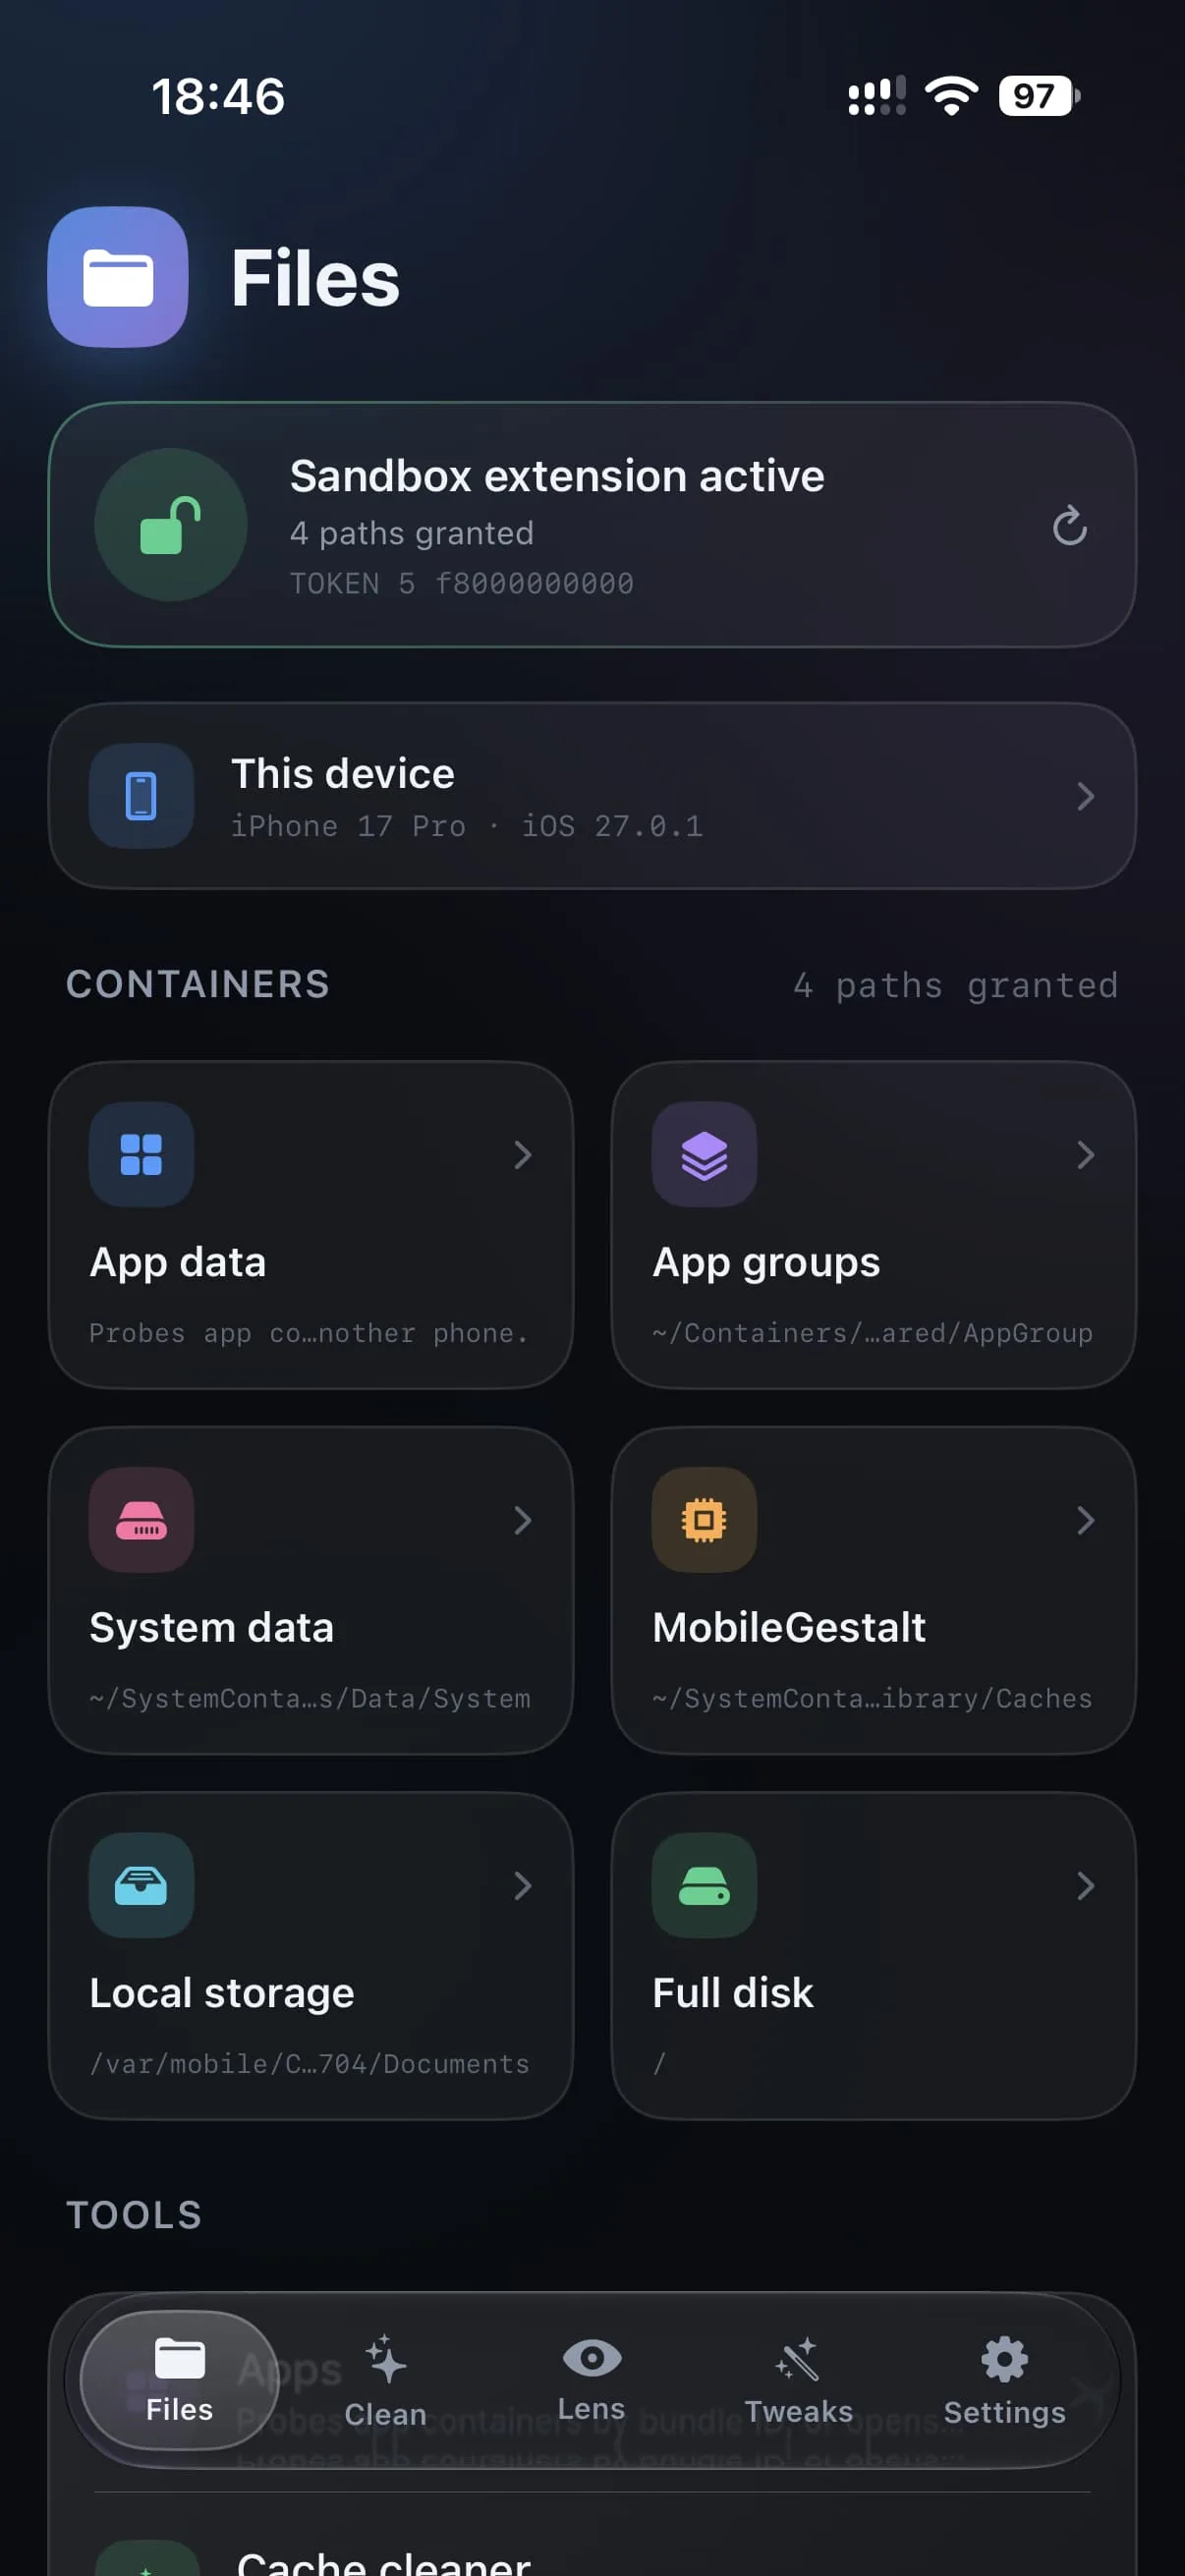 18:46
97
Files
Sandbox extension active
4 paths granted
TOKEN 5 f8000000000
This device
iPhone 17 Pro · iOS 27.0.1
CONTAINERS
4 paths granted
App data
App groups
Probes app co…nother phone.
~/Containers/…ared/AppGroup
System data
MobileGestalt
~/SystemConta…s/Data/System
~/SystemConta…ibrary/Caches
Local storage
Full disk
/var/mobile/C…704/Documents
/
TOOLS
Apps
Files
Clean
Lens
Tweaks
Settings
Cache cleaner